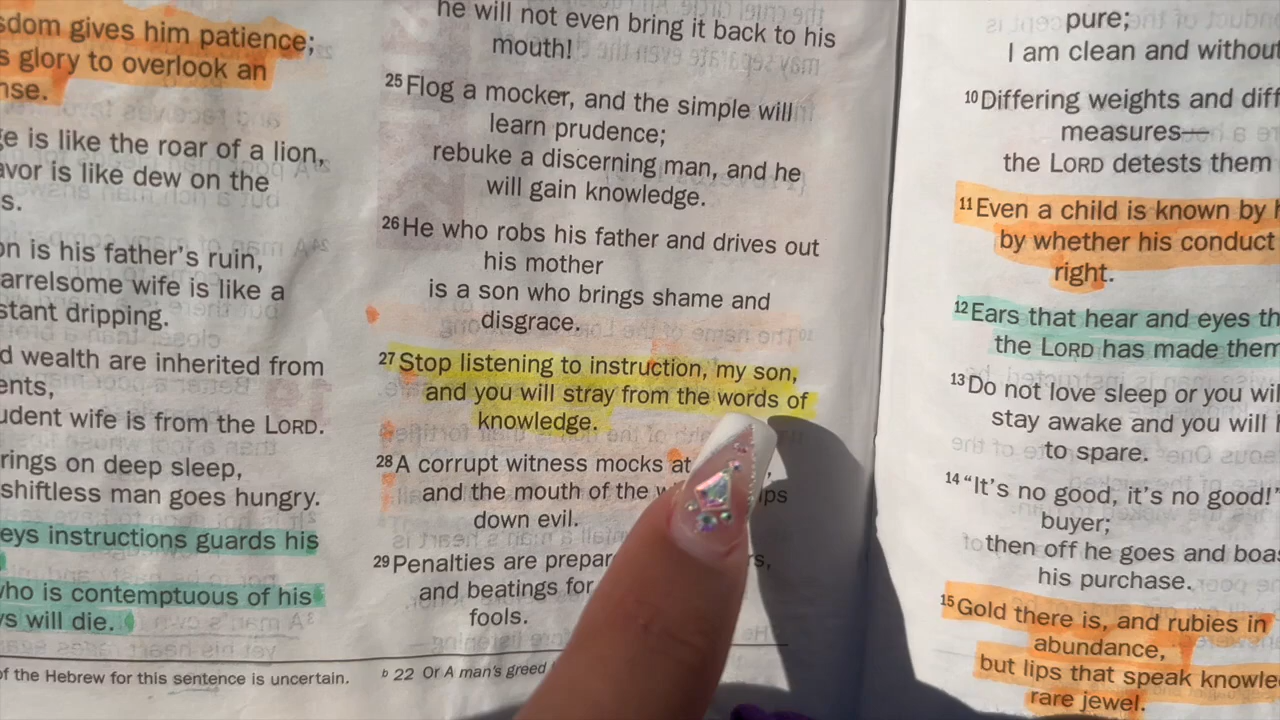 sdom gives him patience;
s glory to overlook an
nse.
ge is like the roar of a lion,
avor is like dew on the
s.
on is his father's ruin,
arrelsome wife is like a
stant dripping.
d wealth are inherited from
ents,
udent wife is from the LORD.
rings on deep sleep,
shiftless man goes hungry.
eys instructions guards his
who is contemptuous of his
ys will die.
of the Hebrew for this sentence is uncertain.
he will not even bring it back to his
mouth!
25 Flog a mocker, and the simple will
learn prudence;
rebuke a discerning man, and he
will gain knowledge.
26 He who robs his father and drives out
his mother
is a son who brings shame and
disgrace.
27 Stop listening to instruction, my son,
and you will stray from the words of
knowledge.
28 A corrupt witness mocks at
and the mouth of the w ps
down evil.
29 Penalties are prepar s,
and beatings for
fools.
b 22 Or A man's greed
pure;
I am clean and without
10 Differing weights and diff
measures—
the LORD detests them
11 Even a child is known by h
by whether his conduct
right.
12 Ears that hear and eyes th
the LORD has made them
13 Do not love sleep or you wil
stay awake and you will h
to spare.
14 "It's no good, it's no good!"
buyer;
then off he goes and boas
his purchase.
15 Gold there is, and rubies in
abundance,
but lips that speak knowle
rare jewel.